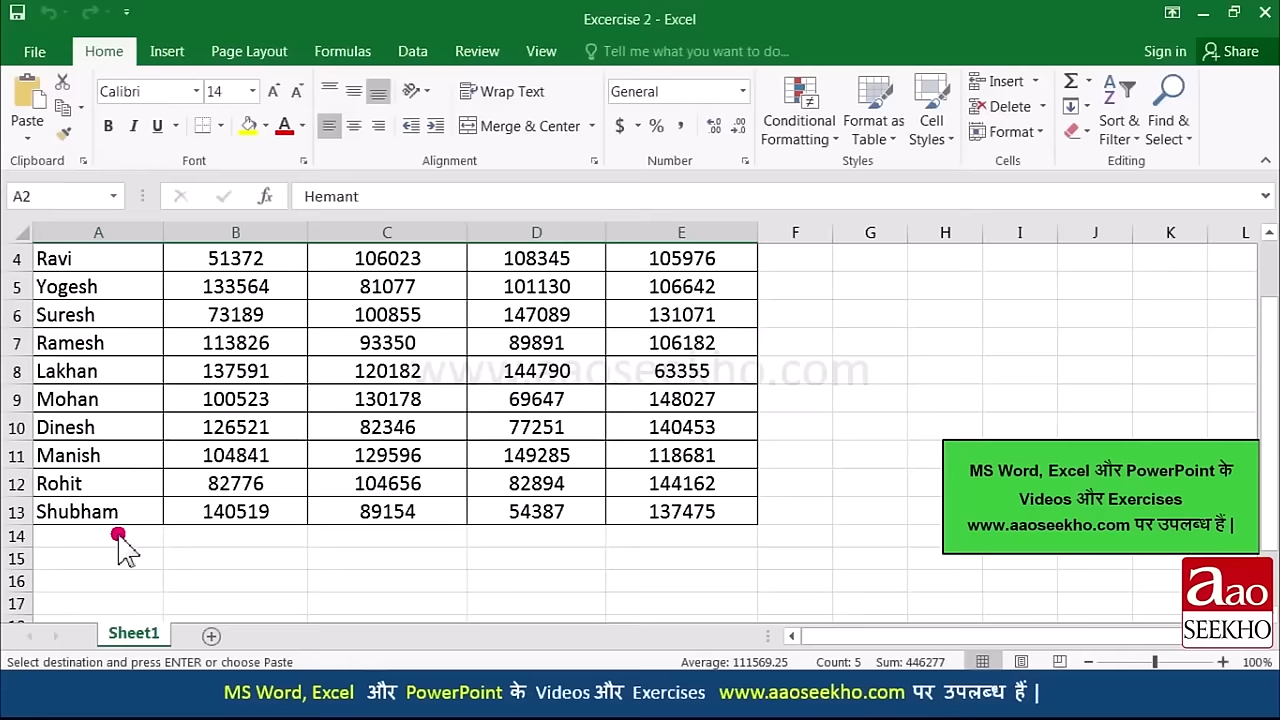 Excercise 2 - Excel
File Home Insert Page Layout Formulas Data Review View Tell me what you want to do... Sign in Share
Calibri 14 Wrap Text General Insert
Paste Merge & Center $ % , Conditional Formatting Format as Table Cell Styles Delete Format Sort & Filter Find & Select
Clipboard Font Alignment Number Styles Cells Editing
A2 fx Hemant
A B C D E F G H I J K L
4 Ravi 51372 106023 108345 105976
5 Yogesh 133564 81077 101130 106642
6 Suresh 73189 100855 147089 131071
7 Ramesh 113826 93350 89891 106182
8 Lakhan 137591 120182 144790 63355
www.aaoseekho.com
9 Mohan 100523 130178 69647 148027
10 Dinesh 126521 82346 77251 140453
11 Manish 104841 129596 149285 118681
12 Rohit 82776 104656 82894 144162
13 Shubham 140519 89154 54387 137475
14
15
16
17
MS Word, Excel और PowerPoint के
Videos और Exercises
www.aaoseekho.com पर उपलब्ध हैं |
aao
SEEKHO
Sheet1
Select destination and press ENTER or choose Paste Average: 111569.25 Count: 5 Sum: 446277 100%
MS Word, Excel और PowerPoint के Videos और Exercises www.aaoseekho.com पर उपलब्ध हैं |